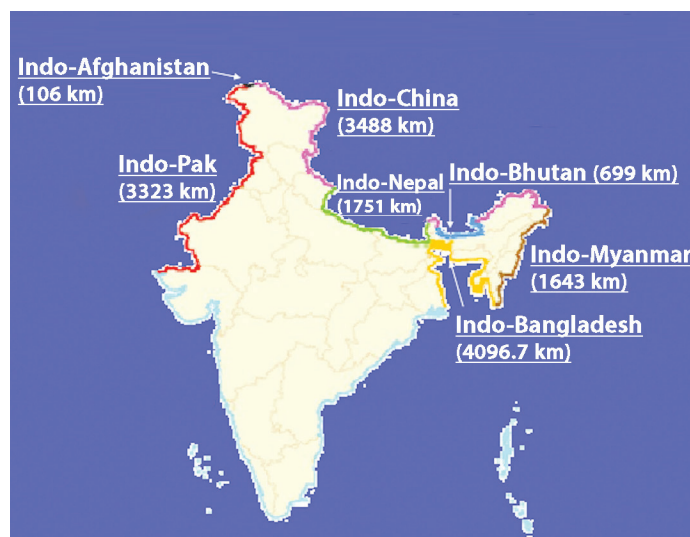 Indo-Afghanistan
(106 km)
Indo-China
(3488 km)
Indo-Pak
(3323 km)
Indo-Nepal
(1751 km)
Indo-Bhutan (699 km)
Indo-Myanmar
(1643 km)
Indo-Bangladesh
(4096.7 km)